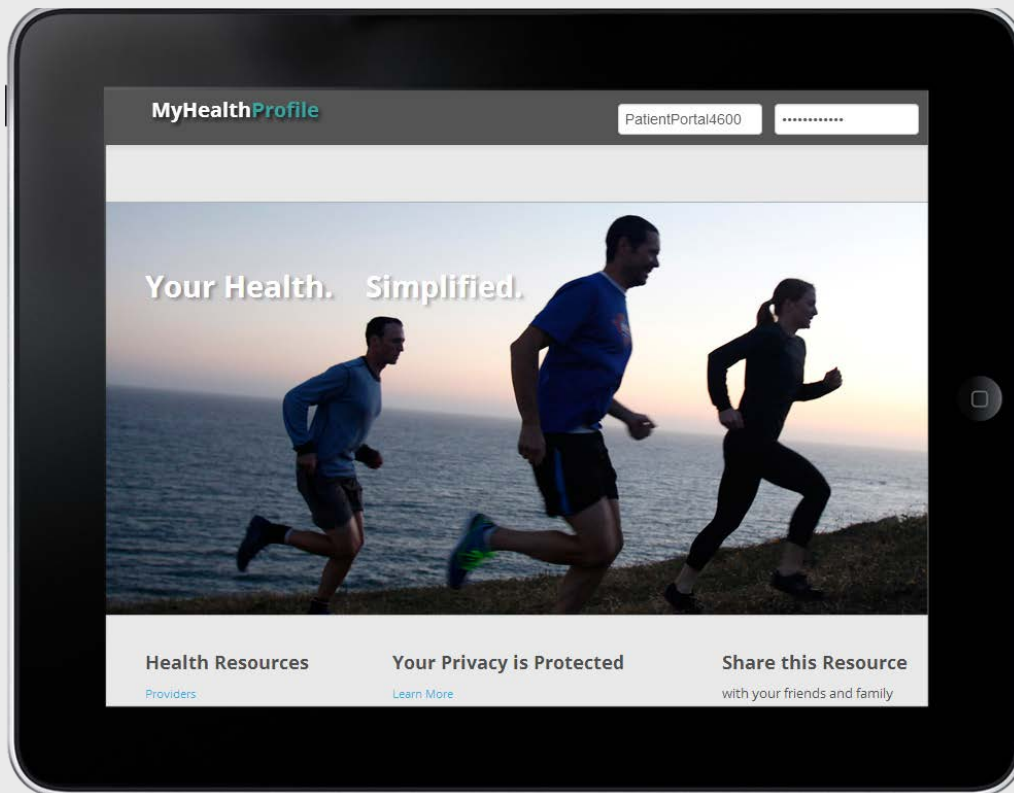 MyHealthProfile
PatientPortal4600 ••••••••••••
Your Health. Simplified.
Health Resources
Providers
Your Privacy is Protected
Learn More
Share this Resource
with your friends and family